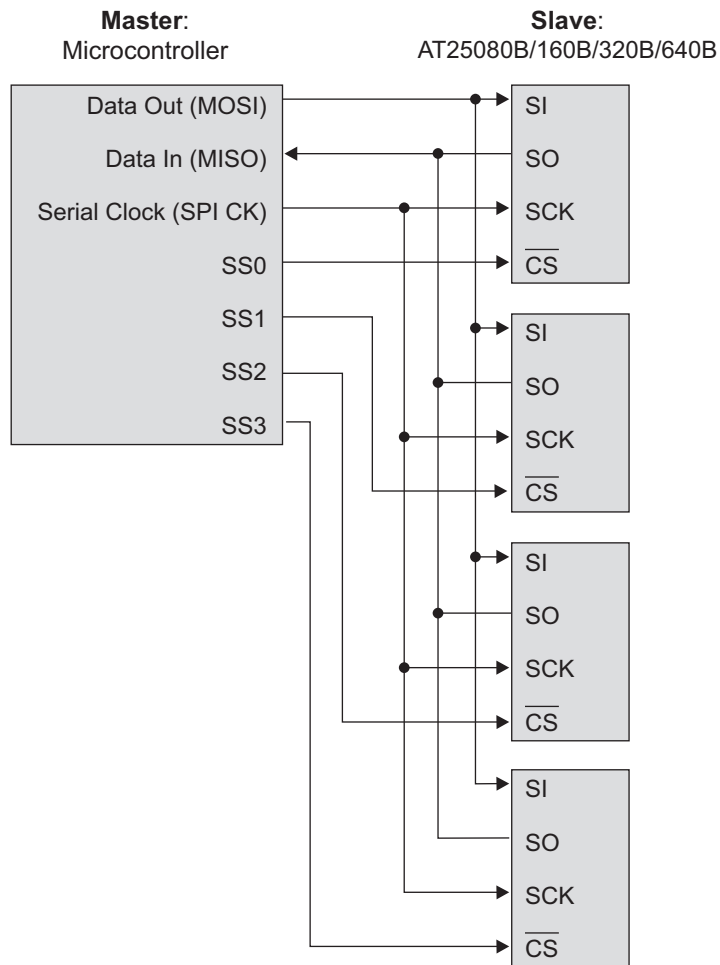 Master:
Microcontroller
Slave:
AT25080B/160B/320B/640B
Data Out (MOSI)
Data In (MISO)
Serial Clock (SPI CK)
SS0
SS1
SS2
SS3
SI
SO
SCK
CS
SI
SO
SCK
CS
SI
SO
SCK
CS
SI
SO
SCK
CS